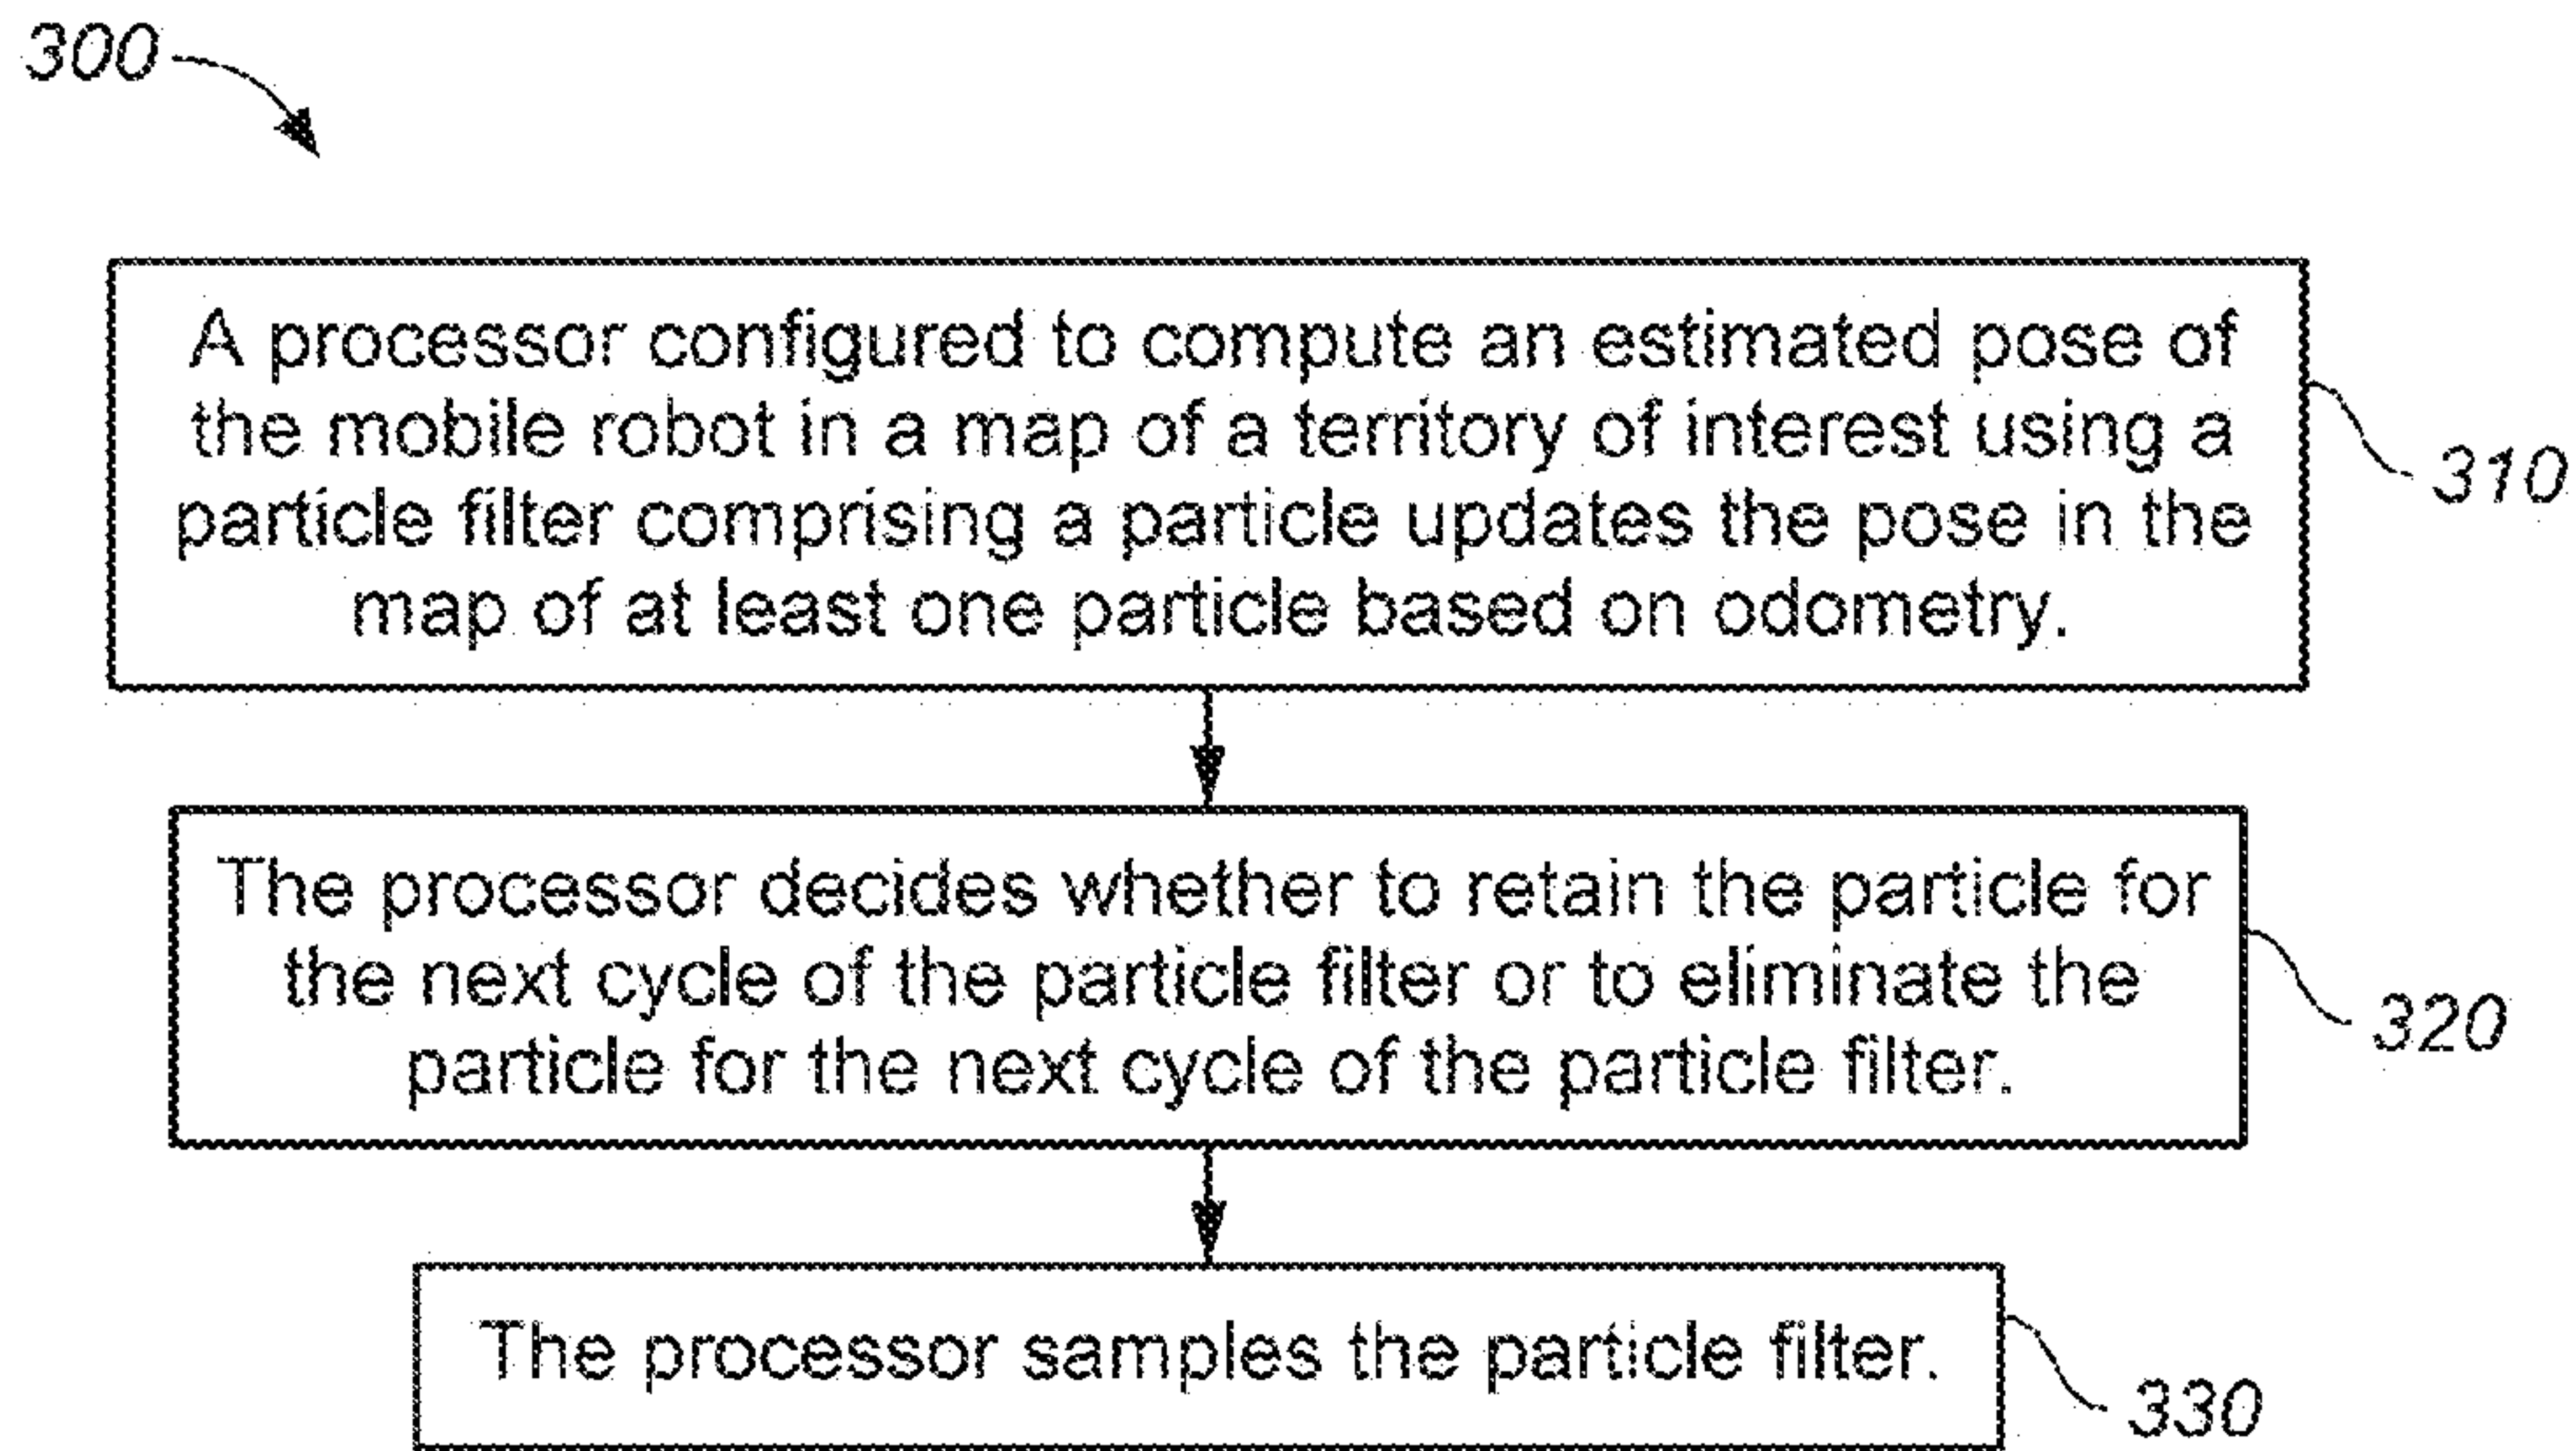 300
A processor configured to compute an estimated pose of
the mobile robot in a map of a territory of interest using a
particle filter comprising a particle updates the pose in the
map of at least one particle based on odometry.
310
The processor decides whether to retain the particle for
the next cycle of the particle filter or to eliminate the
particle for the next cycle of the particle filter.
320
The processor samples the particle filter.
330